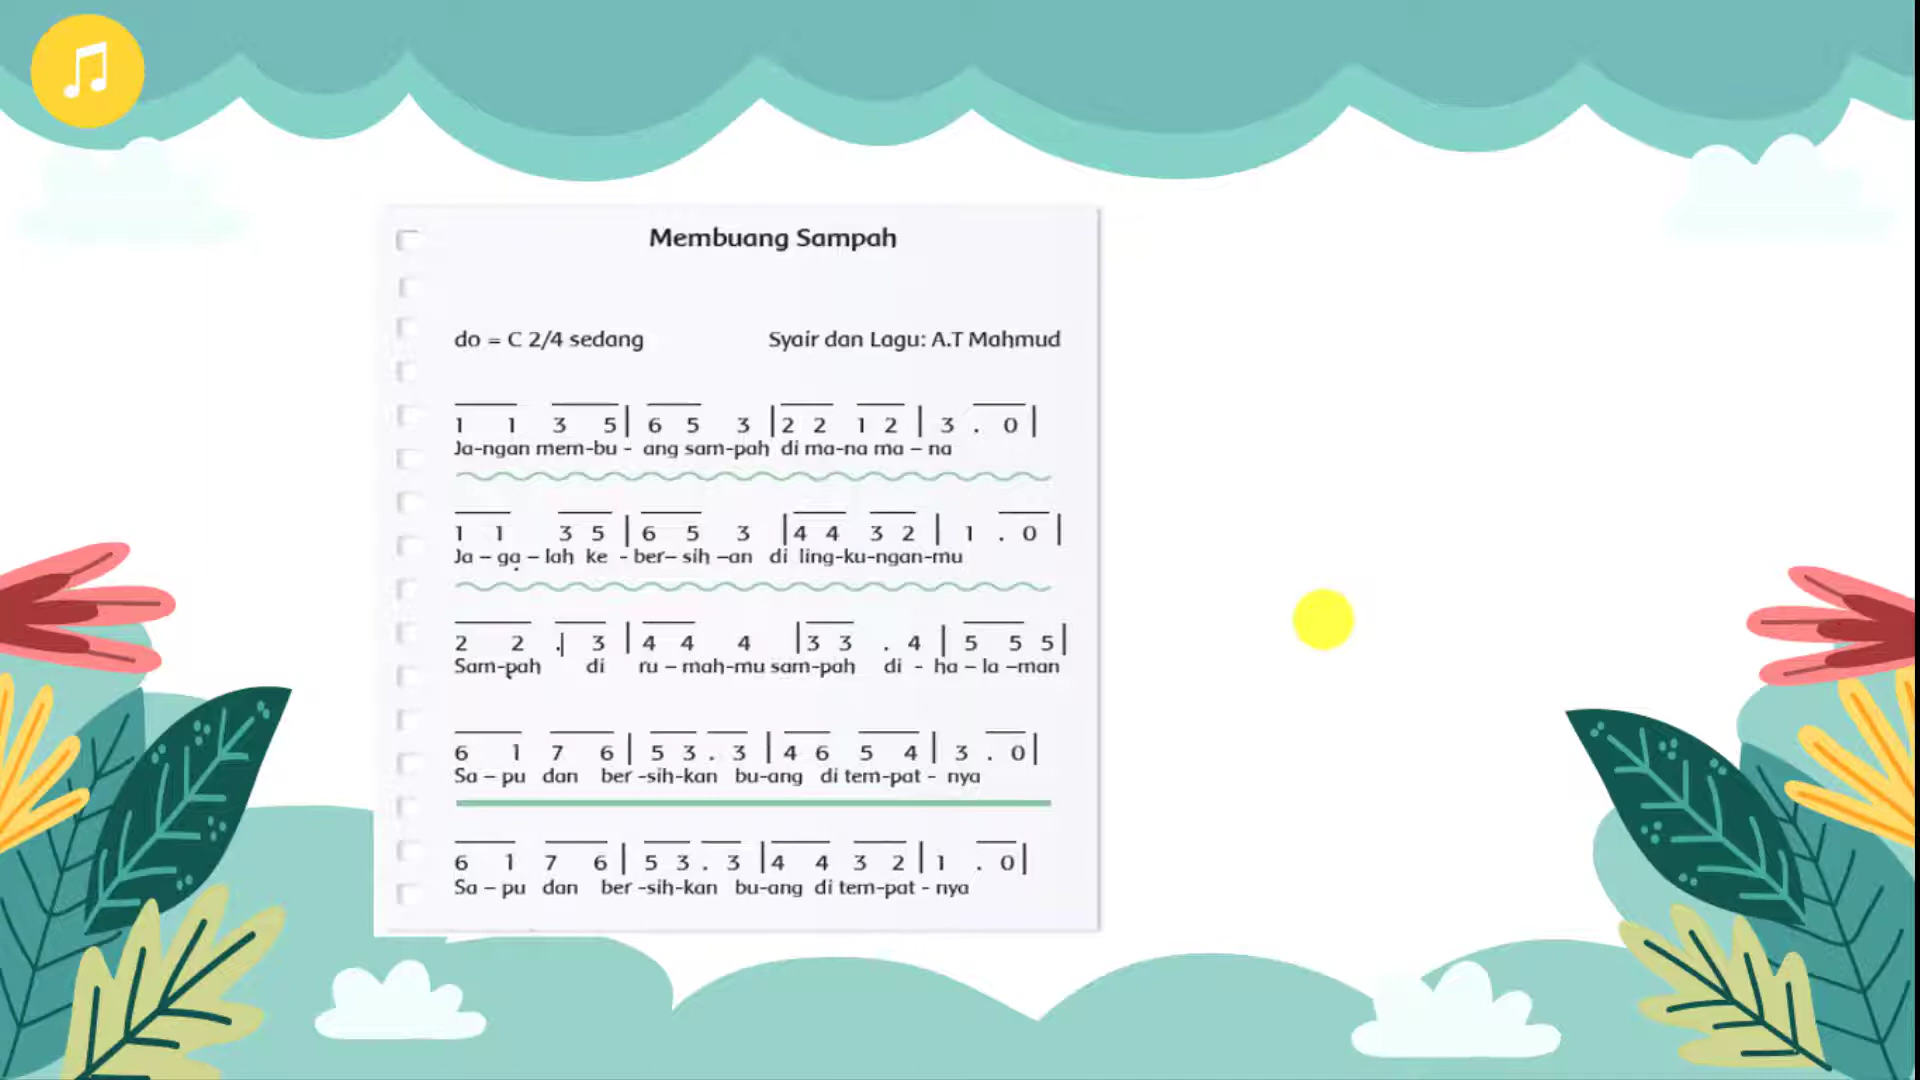 Membuang Sampah
do = C 2/4 sedang Syair dan Lagu: A.T Mahmud
1 1 3 5 | 6 5 3 | 2 2 1 2 | 3 . 0 |
Ja-ngan mem-bu - ang sam-pah di ma-na ma – na
1 1 3 5 | 6 5 3 | 4 4 3 2 | 1 . 0 |
Ja – ga – lah ke - ber– sih –an di ling-ku-ngan-mu
2 2 .| 3 | 4 4 4 | 3 3 . 4 | 5 5 5 |
Sam-pah di ru – mah-mu sam-pah di - ha – la –man
6 1 7 6 | 5 3 . 3 | 4 6 5 4 | 3 . 0 |
Sa – pu dan ber -sih-kan bu-ang di tem-pat - nya
6 1 7 6 | 5 3 . 3 | 4 4 3 2 | 1 . 0 |
Sa – pu dan ber -sih-kan bu-ang di tem-pat - nya